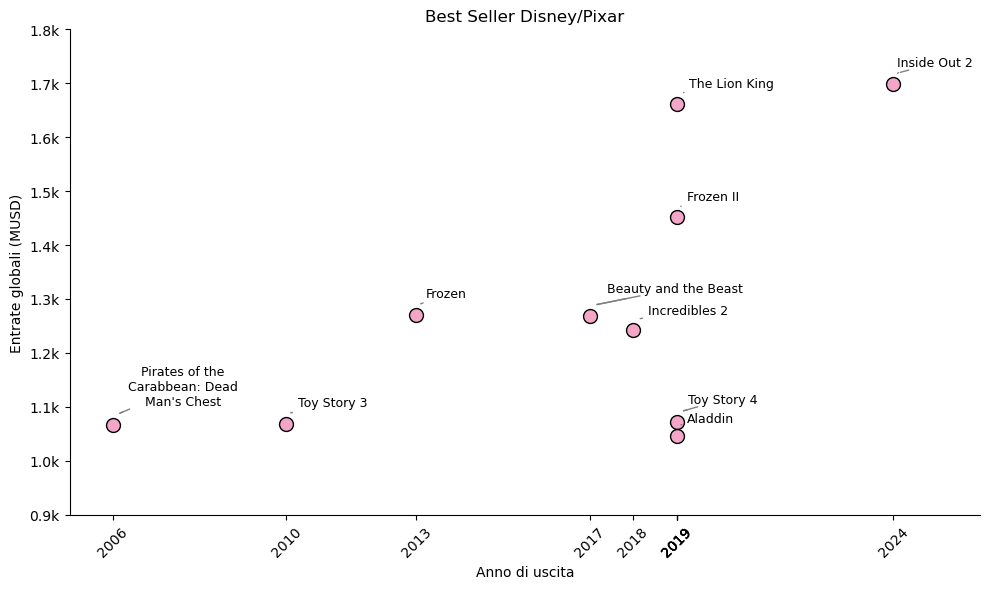 Best Seller Disney/Pixar
Entrate globali (MUSD)
1.8k
1.7k
1.6k
1.5k
1.4k
1.3k
1.2k
1.1k
1.0k
0.9k
Inside Out 2
The Lion King
Frozen II
Beauty and the Beast
Frozen
Incredibles 2
Pirates of the
Carabbean: Dead
Man's Chest
Toy Story 3
Toy Story 4
Aladdin
2006
2010
2013
2017
2018
2019
2024
Anno di uscita